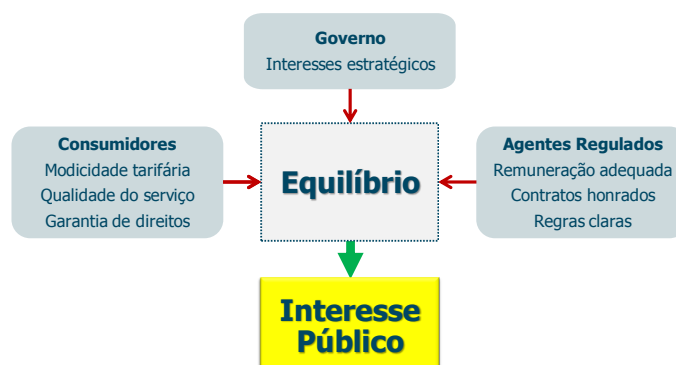 Governo
Interesses estratégicos
Consumidores
Modicidade tarifária
Qualidade do serviço
Garantia de direitos
Equilíbrio
Agentes Regulados
Remuneração adequada
Contratos honrados
Regras claras
Interesse
Público